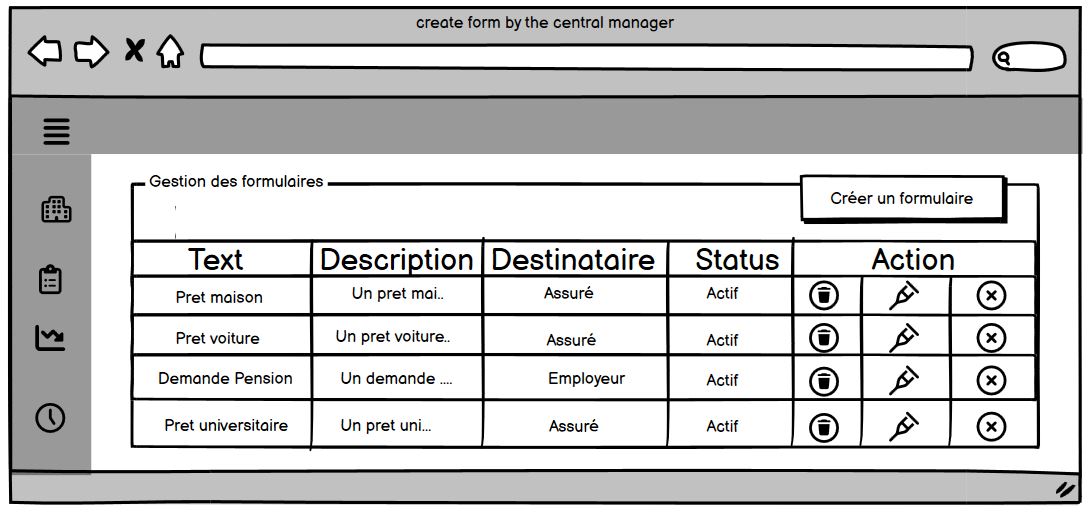 create form by the central manager
Gestion des formulaires
Créer un formulaire
Text Description Destinataire Status Action
Pret maison Un pret mai.. Assuré Actif
Pret voiture Un pret voiture.. Assuré Actif
Demande Pension Un demande .... Employeur Actif
Pret universitaire Un pret uni... Assuré Actif